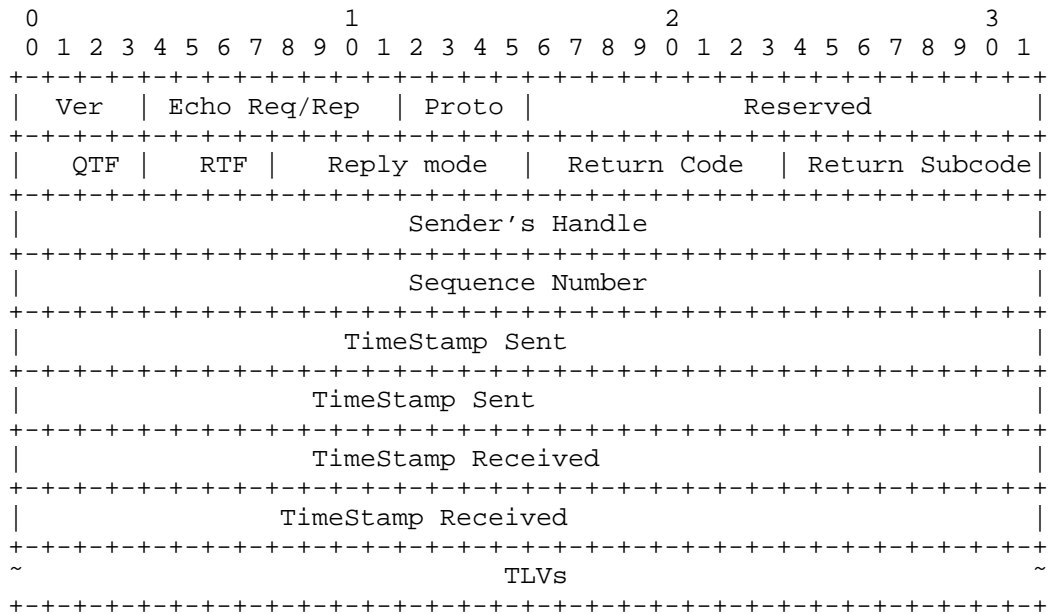 0                   1                   2                   3
 0 1 2 3 4 5 6 7 8 9 0 1 2 3 4 5 6 7 8 9 0 1 2 3 4 5 6 7 8 9 0 1
+-+-+-+-+-+-+-+-+-+-+-+-+-+-+-+-+-+-+-+-+-+-+-+-+-+-+-+-+-+-+-+-+
|  Ver  | Echo Req/Rep  | Proto |             Reserved          |
+-+-+-+-+-+-+-+-+-+-+-+-+-+-+-+-+-+-+-+-+-+-+-+-+-+-+-+-+-+-+-+-+
|   QTF |   RTF |   Reply mode  |  Return Code  | Return Subcode|
+-+-+-+-+-+-+-+-+-+-+-+-+-+-+-+-+-+-+-+-+-+-+-+-+-+-+-+-+-+-+-+-+
|                        Sender’s Handle                        |
+-+-+-+-+-+-+-+-+-+-+-+-+-+-+-+-+-+-+-+-+-+-+-+-+-+-+-+-+-+-+-+-+
|                        Sequence Number                        |
+-+-+-+-+-+-+-+-+-+-+-+-+-+-+-+-+-+-+-+-+-+-+-+-+-+-+-+-+-+-+-+-+
|                    TimeStamp Sent                             |
+-+-+-+-+-+-+-+-+-+-+-+-+-+-+-+-+-+-+-+-+-+-+-+-+-+-+-+-+-+-+-+-+
|                  TimeStamp Sent                               |
+-+-+-+-+-+-+-+-+-+-+-+-+-+-+-+-+-+-+-+-+-+-+-+-+-+-+-+-+-+-+-+-+
|                  TimeStamp Received                           |
+-+-+-+-+-+-+-+-+-+-+-+-+-+-+-+-+-+-+-+-+-+-+-+-+-+-+-+-+-+-+-+-+
|                TimeStamp Received                             |
+-+-+-+-+-+-+-+-+-+-+-+-+-+-+-+-+-+-+-+-+-+-+-+-+-+-+-+-+-+-+-+-+
~                              TLVs                             ~
+-+-+-+-+-+-+-+-+-+-+-+-+-+-+-+-+-+-+-+-+-+-+-+-+-+-+-+-+-+-+-+-+